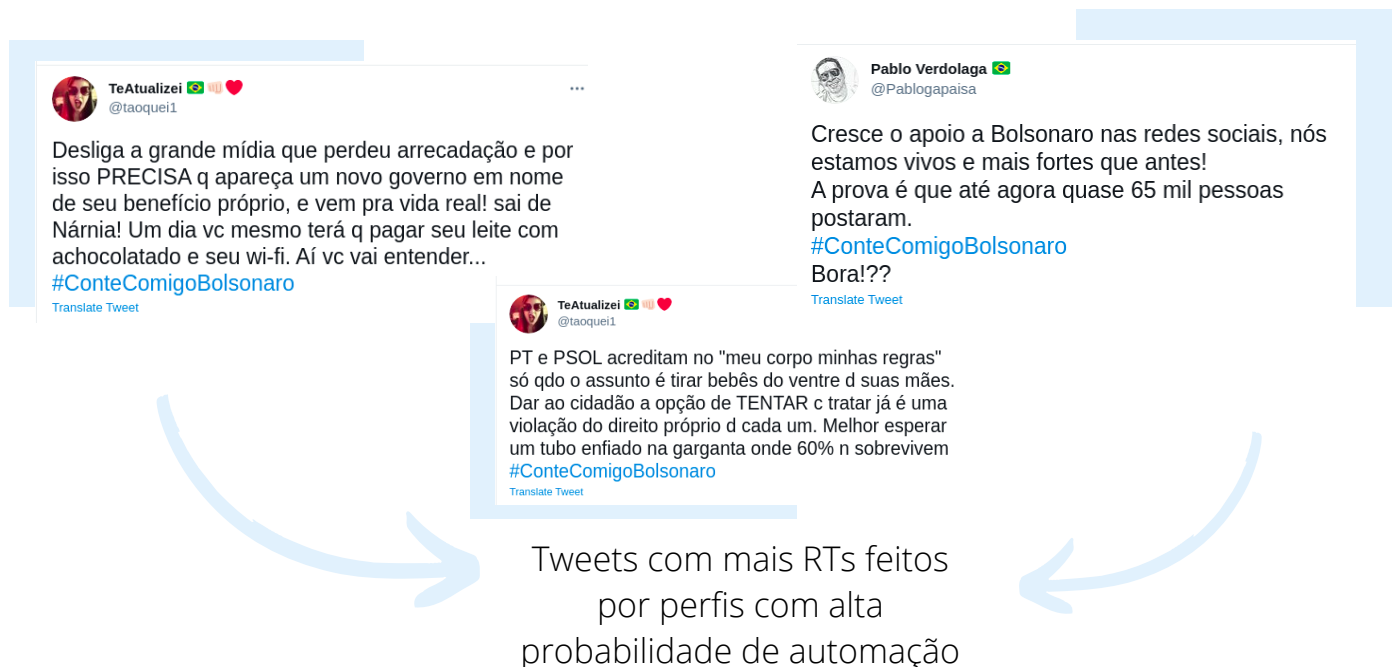 TeAtualizei 🇧🇷👊🏻❤️
@taoquei1
Desliga a grande mídia que perdeu arrecadação e por
isso PRECISA q apareça um novo governo em nome
de seu benefício próprio, e vem pra vida real! sai de
Nárnia! Um dia vc mesmo terá q pagar seu leite com
achocolatado e seu wi-fi. Aí vc vai entender...
#ConteComigoBolsonaro
Translate Tweet
Pablo Verdolaga 🇧🇷
@Pablogapaisa
Cresce o apoio a Bolsonaro nas redes sociais, nós
estamos vivos e mais fortes que antes!
A prova é que até agora quase 65 mil pessoas
postaram.
#ConteComigoBolsonaro
Bora!??
Translate Tweet
TeAtualizei 🇧🇷👊🏻❤️
@taoquei1
PT e PSOL acreditam no "meu corpo minhas regras"
só qdo o assunto é tirar bebês do ventre d suas mães.
Dar ao cidadão a opção de TENTAR c tratar já é uma
violação do direito próprio d cada um. Melhor esperar
um tubo enfiado na garganta onde 60% n sobrevivem
#ConteComigoBolsonaro
Translate Tweet
Tweets com mais RTs feitos
por perfis com alta
probabilidade de automação